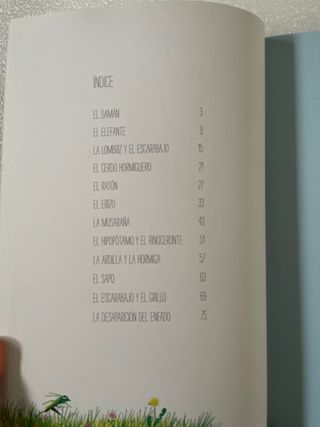 ÍNDICE
EL DAMÁN 3
EL ELEFANTE 9
LA LOMBRIZ Y EL ESCARABAJO 15
EL CERDO HORMIGUERO 21
EL RATÓN 27
EL ERIZO 33
LA MUSARAÑA 43
EL HIPOPÓTAMO Y EL RINOCERONTE 51
LA ARDILLA Y LA HORMIGA 57
EL SAPO 63
EL ESCARABAJO Y EL GRILLO 69
LA DESAPARICIÓN DEL ENFADO 75